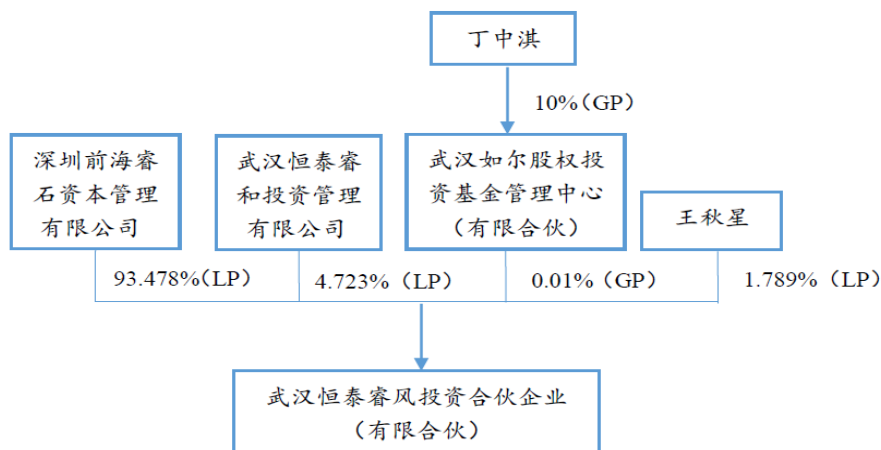 丁中淇
10%（GP）
深圳前海睿
石资本管理
有限公司
武汉恒泰睿
和投资管理
有限公司
武汉如尔股权投
资基金管理中心
（有限合伙）
王秋星
93.478%(LP)
4.723%（LP）
0.01%（GP）
1.789%（LP）
武汉恒泰睿风投资合伙企业
（有限合伙）